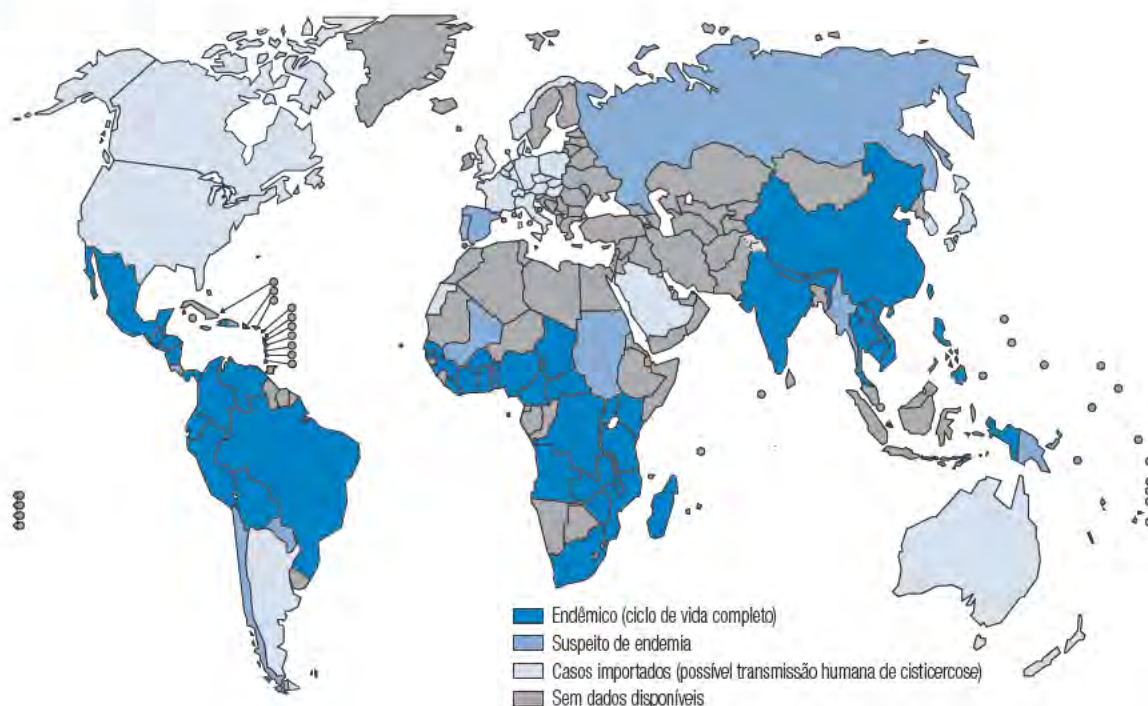 Endêmico (ciclo de vida completo)
Suspeito de endemia
Casos importados (possível transmissão humana de cisticercose)
Sem dados disponíveis